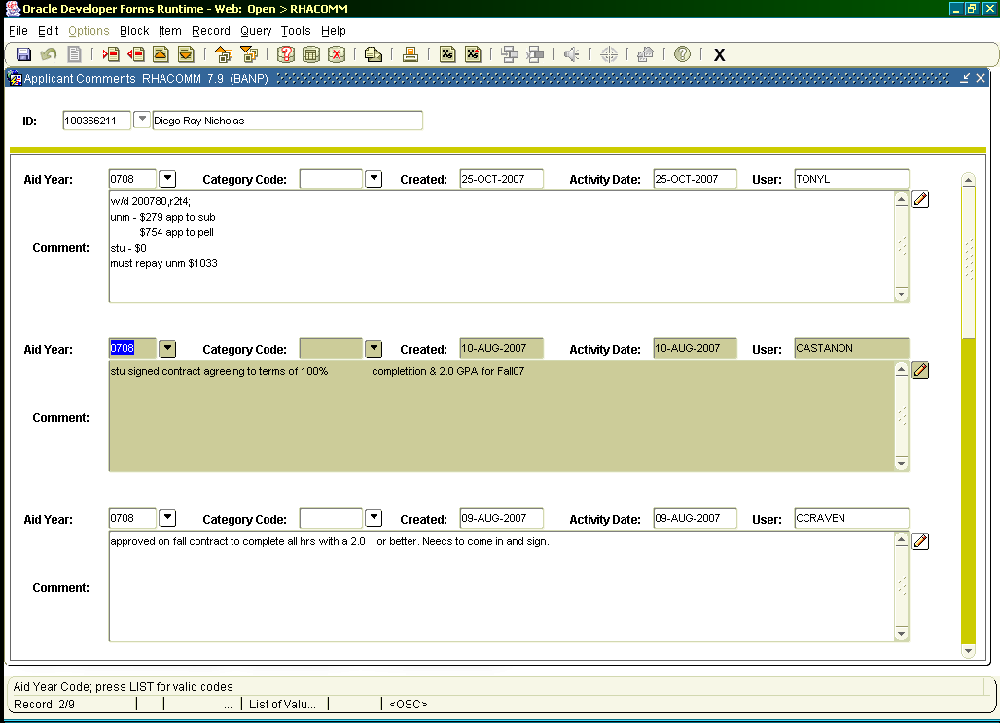 Oracle Developer Forms Runtime - Web: Open > RHACOMM
File Edit Options Block Item Record Query Tools Help
X
Applicant Comments RHACOMM 7.9 (BANP)
ID: 100366211 Diego Ray Nicholas
Aid Year: 0708 Category Code: Created: 25-OCT-2007 Activity Date: 25-OCT-2007 User: TONYL
w/d 200780,r2t4;
unm - $279 app to sub
$754 app to pell
Comment: stu - $0
must repay unm $1033
Aid Year: 0708 Category Code: Created: 10-AUG-2007 Activity Date: 10-AUG-2007 User: CASTANON
stu signed contract agreeing to terms of 100% completition & 2.0 GPA for Fall07
Comment:
Aid Year: 0708 Category Code: Created: 09-AUG-2007 Activity Date: 09-AUG-2007 User: CCRAVEN
approved on fall contract to complete all hrs with a 2.0 or better. Needs to come in and sign.
Comment:
Aid Year Code; press LIST for valid codes
Record: 2/9 ... List of Valu... <OSC>